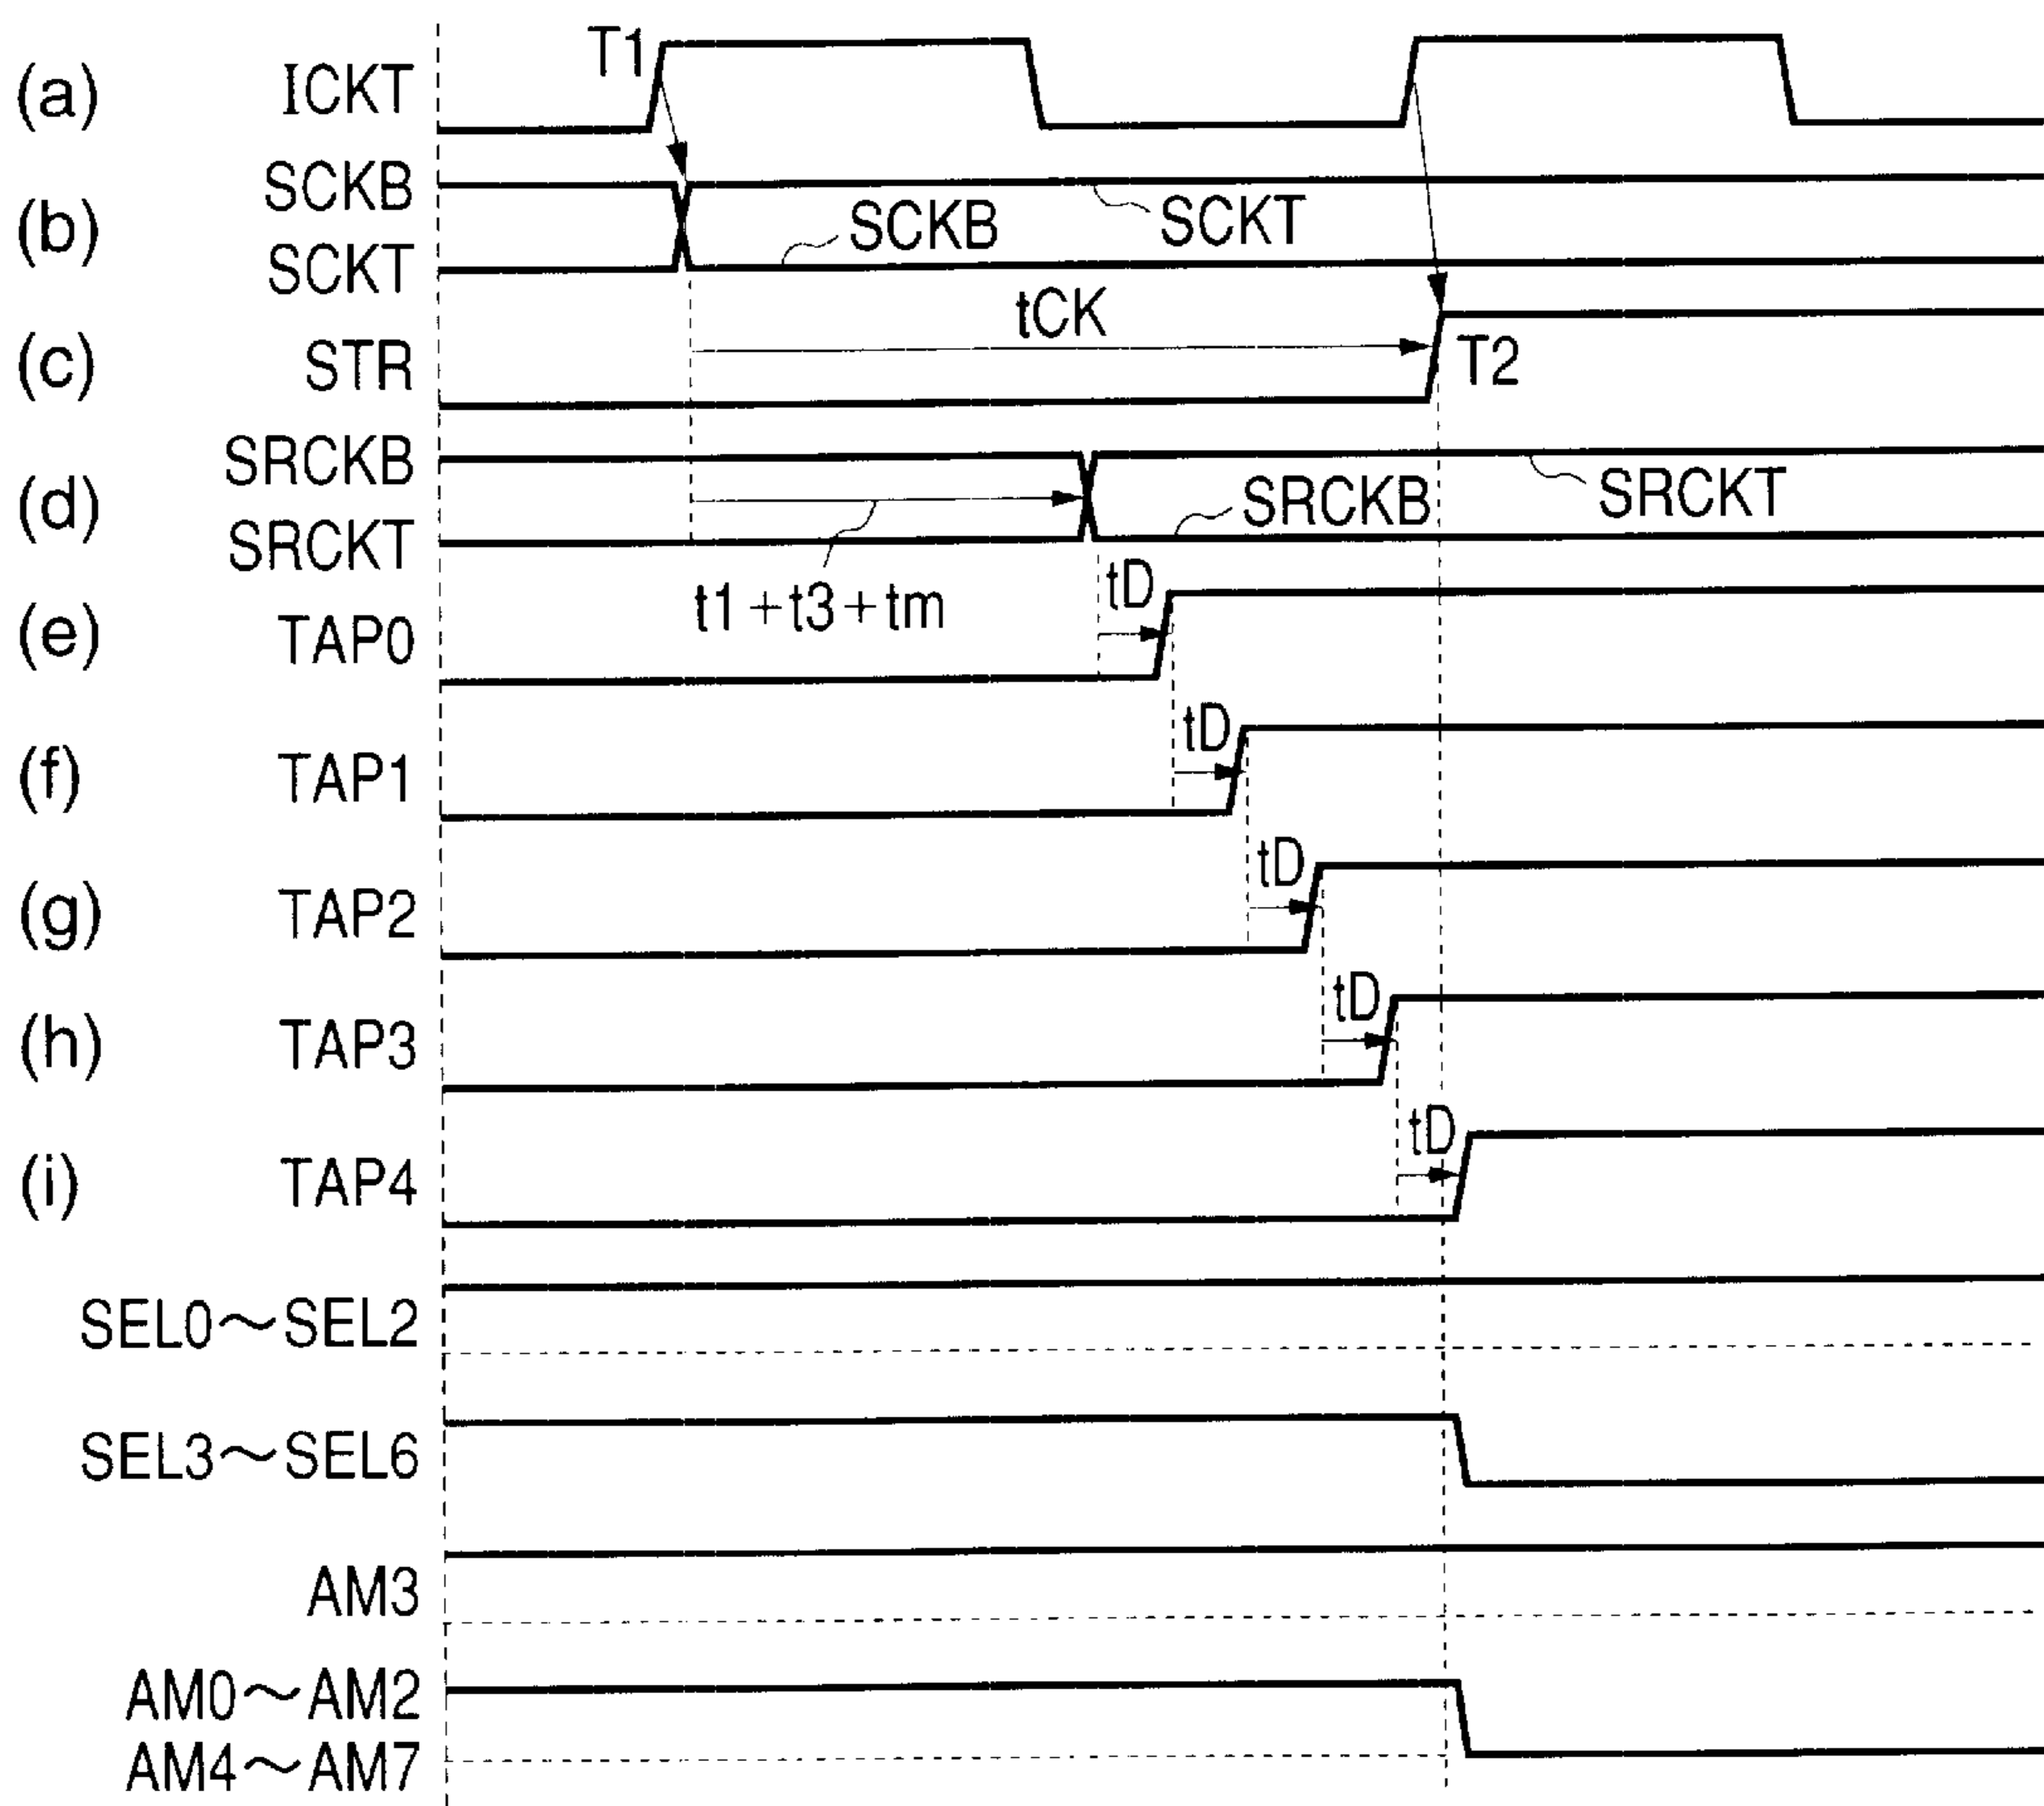 (a) ICKT T1
SCKB
(b) SCKB SCKT
SCKT
tCK
(c) STR T2
SRCKB
(d) SRCKB SRCKT
SRCKT
t1+t3+tm
tD
(e) TAP0
tD
(f) TAP1
tD
(g) TAP2
tD
(h) TAP3
tD
(i) TAP4
SEL0～SEL2
SEL3～SEL6
AM3
AM0～AM2
AM4～AM7